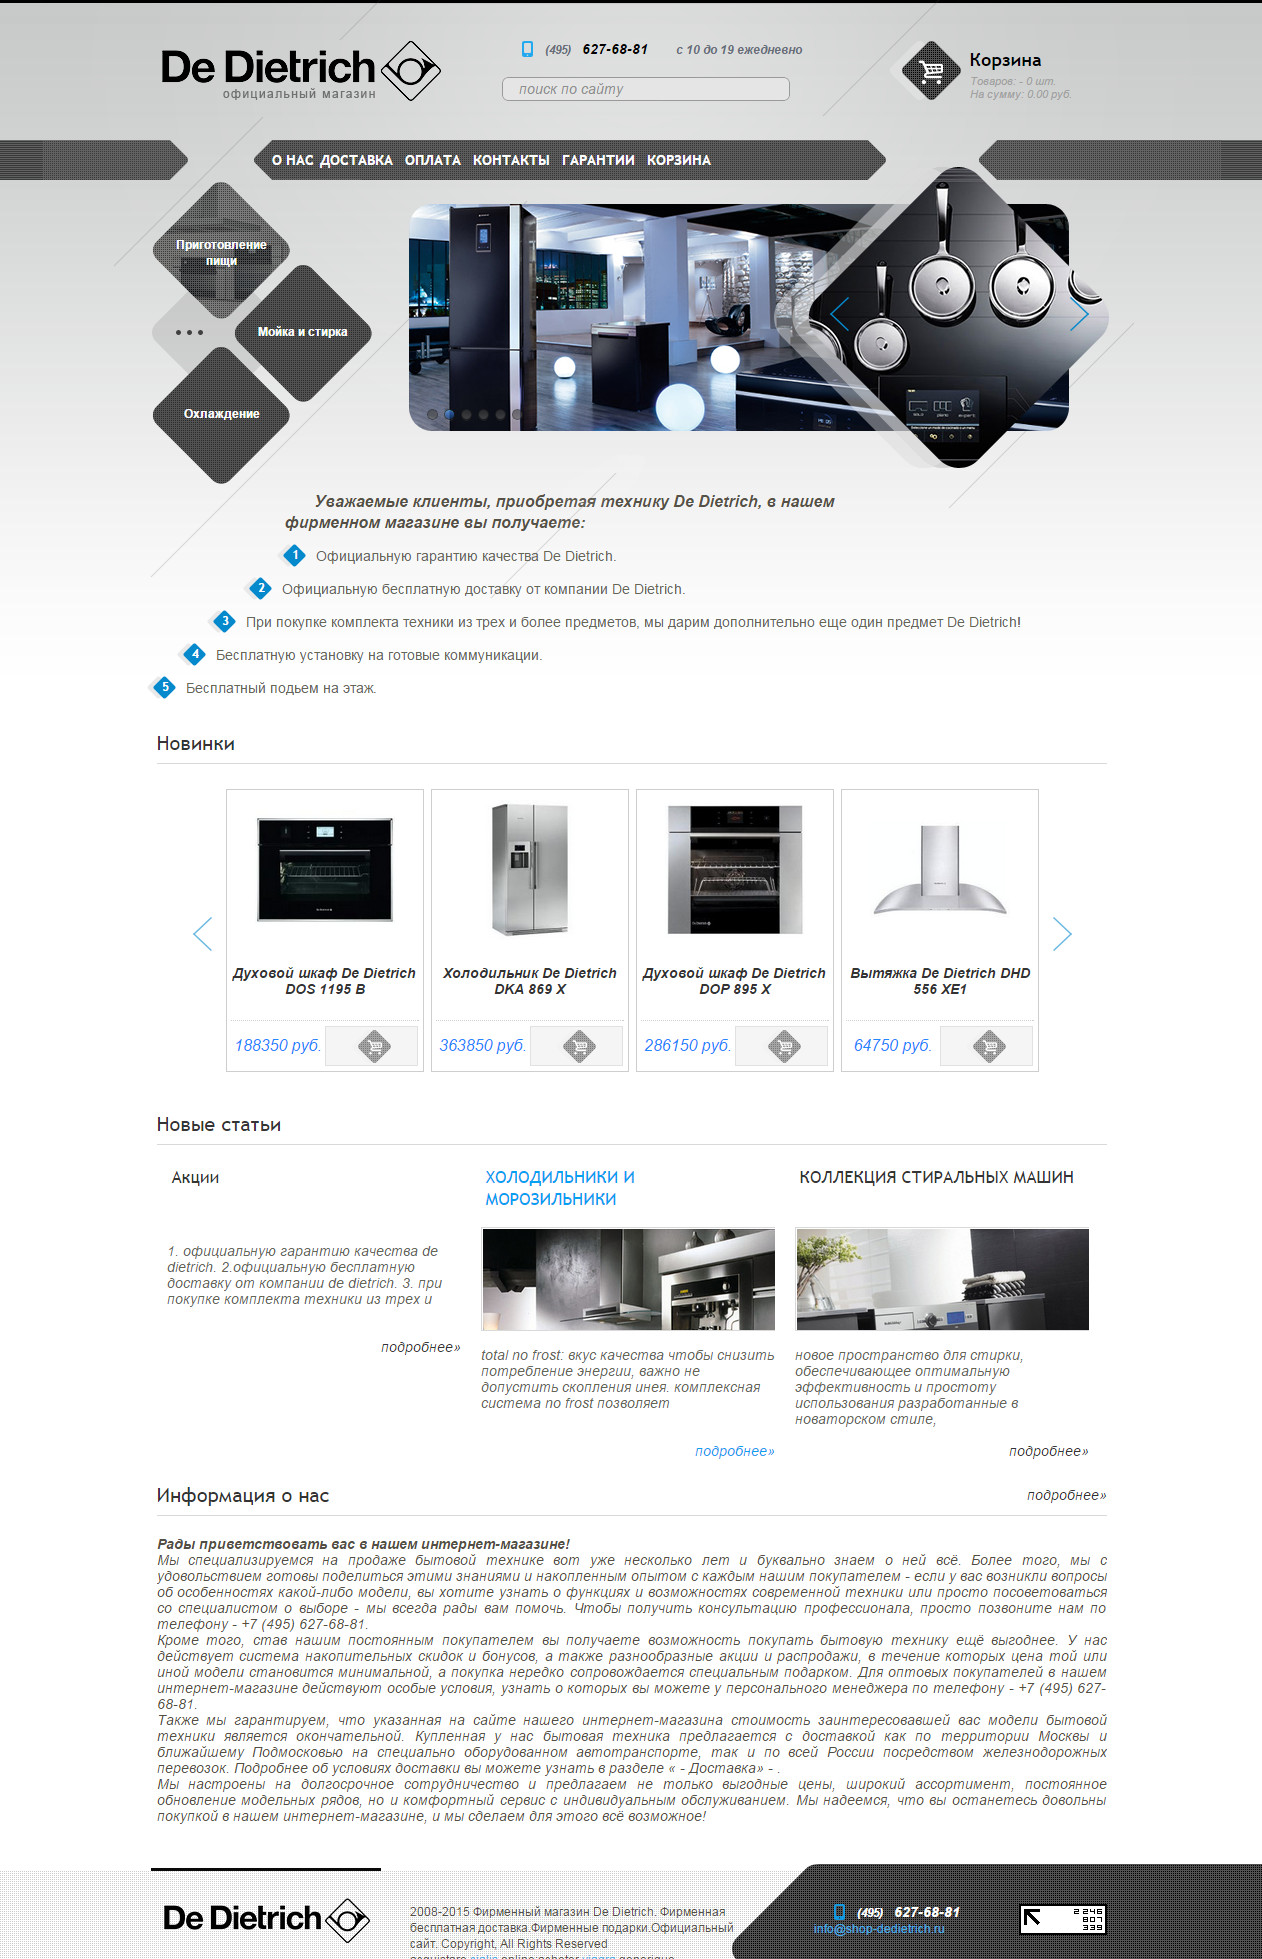 De Dietrich
официальный магазин
(495) 627-68-81 с 10 до 19 ежедневно
поиск по сайту
Корзина
Товаров: - 0 шт.
На сумму: 0.00 руб.
О НАС ДОСТАВКА ОПЛАТА КОНТАКТЫ ГАРАНТИИ КОРЗИНА
Приготовление
пищи
Мойка и стирка
Охлаждение
Уважаемые клиенты, приобретая технику De Dietrich, в нашем
фирменном магазине вы получаете:
1 Официальную гарантию качества De Dietrich.
2 Официальную бесплатную доставку от компании De Dietrich.
3 При покупке комплекта техники из трех и более предметов, мы дарим дополнительно еще один предмет De Dietrich!
4 Бесплатную установку на готовые коммуникации.
5 Бесплатный подьем на этаж.
Новинки
Духовой шкаф De Dietrich
DOS 1195 B
188350 руб.
Холодильник De Dietrich
DKA 869 X
363850 руб.
Духовой шкаф De Dietrich
DOP 895 X
286150 руб.
Вытяжка De Dietrich DHD
556 XE1
64750 руб.
Новые статьи
Акции
1. официальную гарантию качества de
dietrich. 2.официальную бесплатную
доставку от компании de dietrich. 3. при
покупке комплекта техники из трех и
подробнее»
ХОЛОДИЛЬНИКИ И
МОРОЗИЛЬНИКИ
total no frost: вкус качества чтобы снизить
потребление энергии, важно не
допустить скопления инея. комплексная
система no frost позволяет
подробнее»
КОЛЛЕКЦИЯ СТИРАЛЬНЫХ МАШИН
новое пространство для стирки,
обеспечивающее оптимальную
эффективность и простоту
использования разработанные в
новаторском стиле,
подробнее»
Информация о нас
подробнее»
Рады приветствовать вас в нашем интернет-магазине!
Мы специализируемся на продаже бытовой технике вот уже несколько лет и буквально знаем о ней всё. Более того, мы с
удовольствием готовы поделиться этими знаниями и накопленным опытом с каждым нашим покупателем - если у вас возникли вопросы
об особенностях какой-либо модели, вы хотите узнать о функциях и возможностях современной техники или просто посоветоваться
со специалистом о выборе - мы всегда рады вам помочь. Чтобы получить консультацию профессионала, просто позвоните нам по
телефону - +7 (495) 627-68-81.
Кроме того, став нашим постоянным покупателем вы получаете возможность покупать бытовую технику ещё выгоднее. У нас
действует система накопительных скидок и бонусов, а также разнообразные акции и распродажи, в течение которых цена той или
иной модели становится минимальной, а покупка нередко сопровождается специальным подарком. Для оптовых покупателей в нашем
интернет-магазине действуют особые условия, узнать о которых вы можете у персонального менеджера по телефону - +7 (495) 627-
68-81.
Также мы гарантируем, что указанная на сайте нашего интернет-магазина стоимость заинтересовавшей вас модели бытовой
техники является окончательной. Купленная у нас бытовая техника предлагается с доставкой как по территории Москвы и
ближайшему Подмосковью на специально оборудованном автотранспорте, так и по всей России посредством железнодорожных
перевозок. Подробнее об условиях доставки вы можете узнать в разделе « - Доставка» - .
Мы настроены на долгосрочное сотрудничество и предлагаем не только выгодные цены, широкий ассортимент, постоянное
обновление модельных рядов, но и комфортный сервис с индивидуальным обслуживанием. Мы надеемся, что вы останетесь довольны
покупкой в нашем интернет-магазине, и мы сделаем для этого всё возможное!
De Dietrich
2008-2015 Фирменный магазин De Dietrich. Фирменная
бесплатная доставка.Фирменные подарки.Официальный
сайт. Copyright, All Rights Reserved
(495) 627-68-81
info@shop-dedietrich.ru
2246
807
339